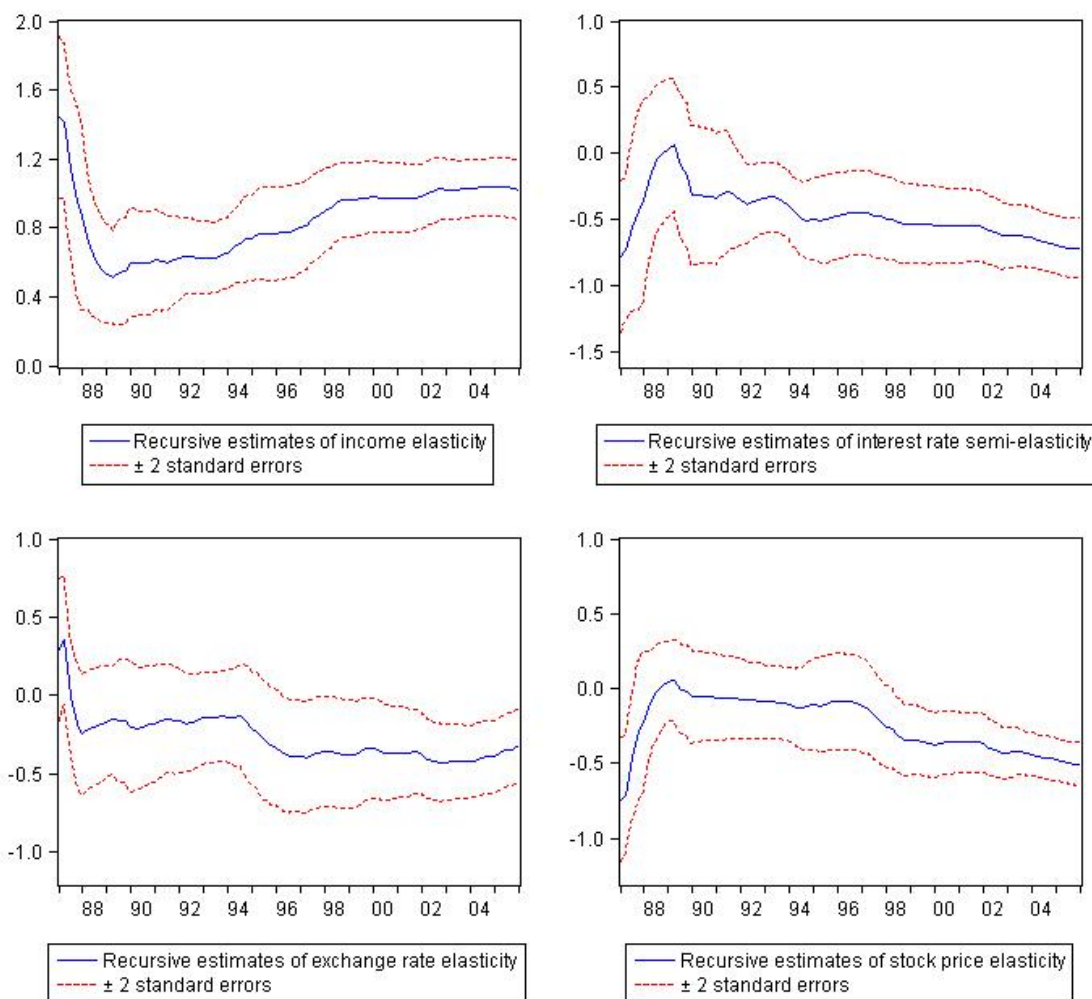 2.0
1.6
1.2
0.8
0.4
0.0
88 90 92 94 96 98 00 02 04
Recursive estimates of income elasticity
± 2 standard errors
1.0
0.5
0.0
-0.5
-1.0
-1.5
88 90 92 94 96 98 00 02 04
Recursive estimates of interest rate semi-elasticity
± 2 standard errors
1.0
0.5
0.0
-0.5
-1.0
88 90 92 94 96 98 00 02 04
Recursive estimates of exchange rate elasticity
± 2 standard errors
1.0
0.5
0.0
-0.5
-1.0
88 90 92 94 96 98 00 02 04
Recursive estimates of stock price elasticity
± 2 standard errors